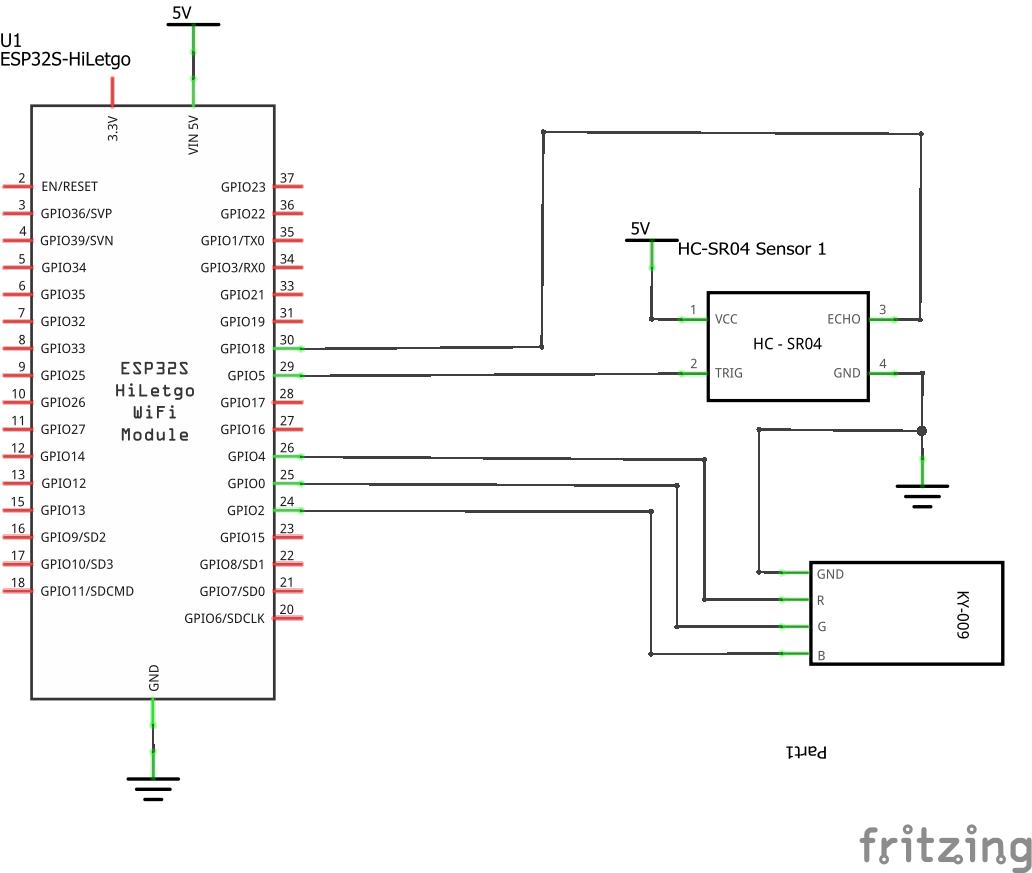 5V
U1
ESP32S-HiLetgo
3.3V
VIN 5V
2 EN/RESET
3 GPIO36/SVP
4 GPIO39/SVN
5 GPIO34
6 GPIO35
7 GPIO32
8 GPIO33
9 GPIO25
10 GPIO26
11 GPIO27
12 GPIO14
13 GPIO12
15 GPIO13
16 GPIO9/SD2
17 GPIO10/SD3
18 GPIO11/SDCMD
ESP32S
HiLetgo
WiFi
Module
GPIO23 37
GPIO22 36
GPIO1/TX0 35
GPIO3/RX0 34
GPIO21 33
GPIO19 31
GPIO18 30
GPIO5 29
GPIO17 28
GPIO16 27
GPIO4 26
GPIO0 25
GPIO2 24
GPIO15 23
GPIO8/SD1 22
GPIO7/SD0 21
GPIO6/SDCLK 20
GND
5V
HC-SR04 Sensor 1
1 VCC
2 TRIG
HC - SR04
ECHO 3
GND 4
GND
R
G
B
KY-009
Part1
fritzing